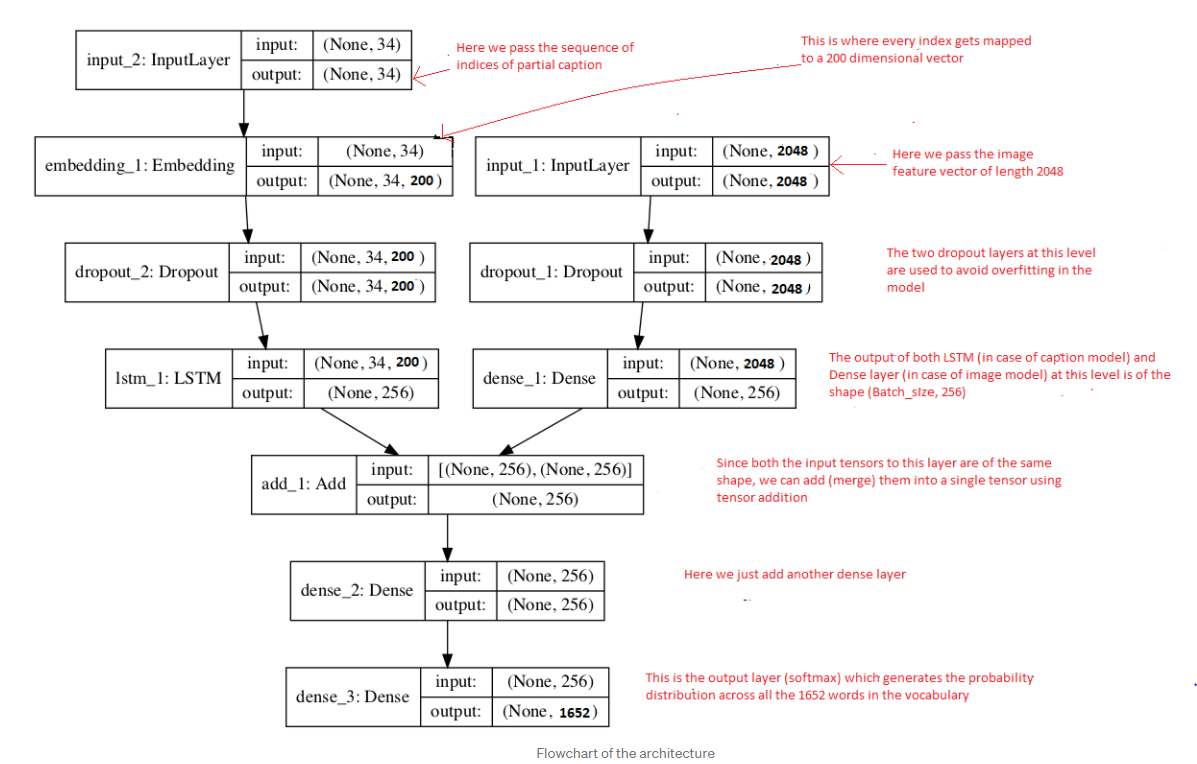 input_2: InputLayer
input: (None, 34)
output: (None, 34)
Here we pass the sequence of
indices of partial caption
This is where every index gets mapped
to a 200 dimensional vector
embedding_1: Embedding
input: (None, 34)
output: (None, 34, 200 )
input_1: InputLayer
input: (None, 2048 )
output: (None, 2048 )
Here we pass the image
feature vector of length 2048
dropout_2: Dropout
input: (None, 34, 200 )
output: (None, 34, 200 )
dropout_1: Dropout
input: (None, 2048 )
output: (None, 2048 )
The two dropout layers at this level
are used to avoid overfitting in the
model
lstm_1: LSTM
input: (None, 34, 200 )
output: (None, 256)
dense_1: Dense
input: (None, 2048 )
output: (None, 256)
The output of both LSTM (in case of caption model) and
Dense layer (in case of image model) at this level is of the
shape (Batch_size, 256)
add_1: Add
input: [(None, 256), (None, 256)]
output: (None, 256)
Since both the input tensors to this layer are of the same
shape, we can add (merge) them into a single tensor using
tensor addition
dense_2: Dense
input: (None, 256)
output: (None, 256)
Here we just add another dense layer
dense_3: Dense
input: (None, 256)
output: (None, 1652 )
This is the output layer (softmax) which generates the probability
distribution across all the 1652 words in the vocabulary
Flowchart of the architecture